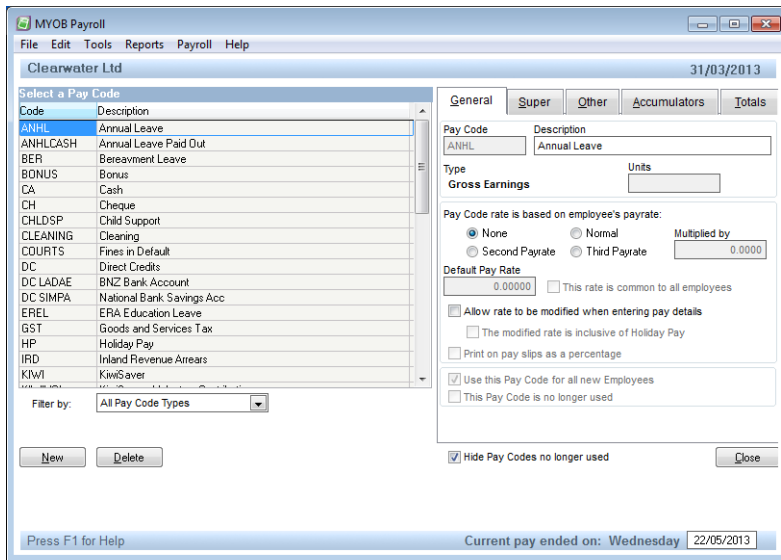 MYOB Payroll
File Edit Tools Reports Payroll Help
Clearwater Ltd 31/03/2013
Select a Pay Code
Code Description
ANHL Annual Leave
ANHLCASH Annual Leave Paid Out
BER Bereavment Leave
BONUS Bonus
CA Cash
CH Cheque
CHLDSP Child Support
CLEANING Cleaning
COURTS Fines in Default
DC Direct Credits
DC LADAE BNZ Bank Account
DC SIMPA National Bank Savings Acc
EREL ERA Education Leave
GST Goods and Services Tax
HP Holiday Pay
IRD Inland Revenue Arrears
KIWI KiwiSaver
Filter by: All Pay Code Types
New Delete
General Super Other Accumulators Totals
Pay Code Description
ANHL Annual Leave
Type Units
Gross Earnings
Pay Code rate is based on employee's payrate:
None Normal Multiplied by
Second Payrate Third Payrate 0.0000
Default Pay Rate
0.00000 This rate is common to all employees
Allow rate to be modified when entering pay details
The modified rate is inclusive of Holiday Pay
Print on pay slips as a percentage
Use this Pay Code for all new Employees
This Pay Code is no longer used
Hide Pay Codes no longer used Close
Press F1 for Help Current pay ended on: Wednesday 22/05/2013